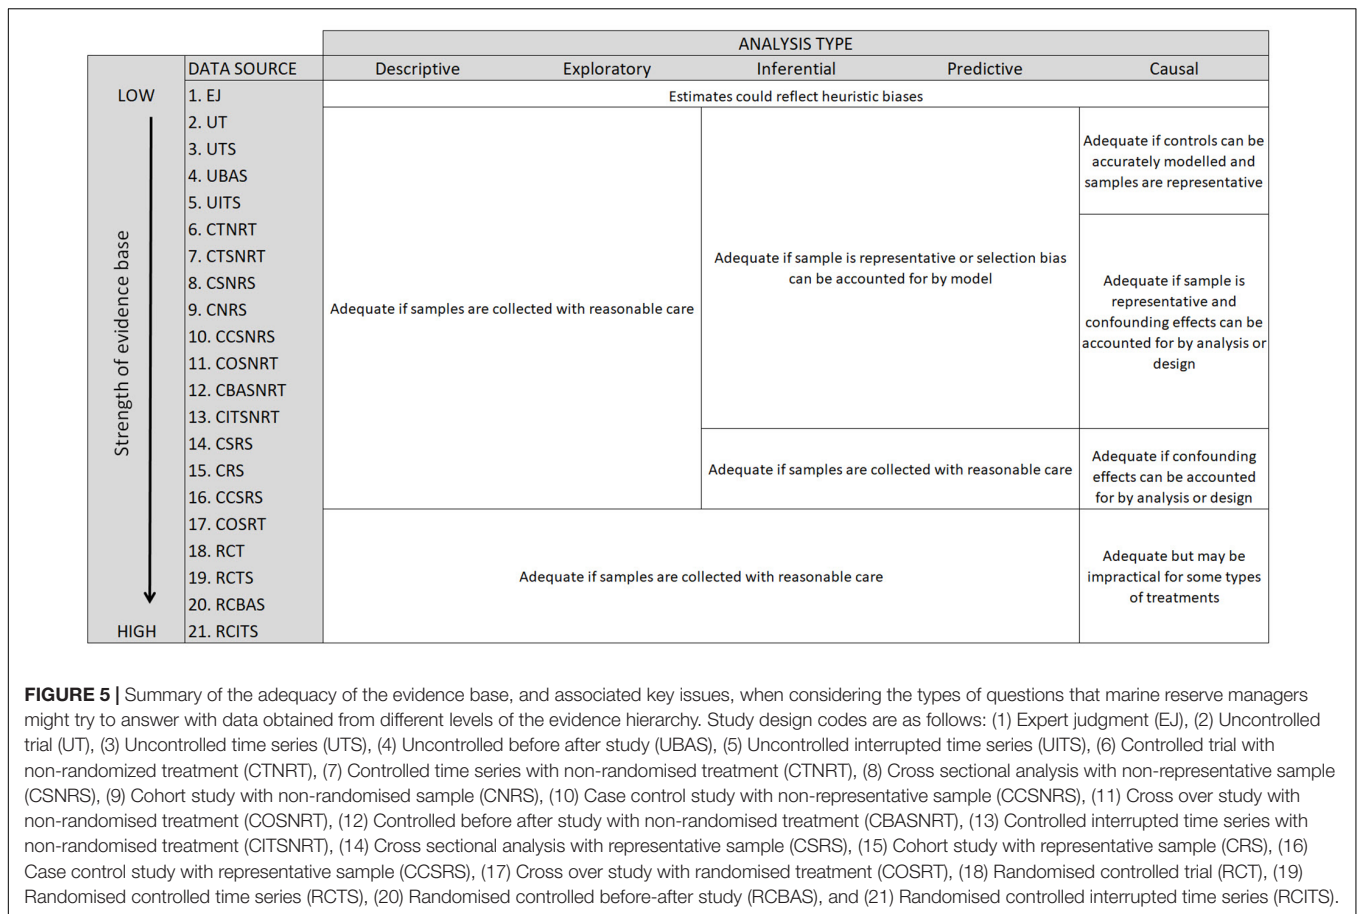 ANALYSIS TYPE
DATA SOURCE Descriptive Exploratory Inferential Predictive Causal
LOW 1. EJ Estimates could reflect heuristic biases
2. UT
3. UTS
4. UBAS
5. UITS
Adequate if controls can be
accurately modelled and
samples are representative
6. CTNRT
7. CTSNRT
8. CSNRS
9. CNRS
10. CCSNRS
11. COSNRT
12. CBASNRT
13. CITSNRT
Strength of evidence base
Adequate if samples are collected with reasonable care
Adequate if sample is representative or selection bias
can be accounted for by model
Adequate if sample is
representative and
confounding effects can be
accounted for by analysis or
design
14. CSRS
15. CRS
16. CCSRS
Adequate if samples are collected with reasonable care
Adequate if confounding
effects can be accounted
for by analysis or design
17. COSRT
18. RCT
19. RCTS
20. RCBAS
HIGH 21. RCITS
Adequate if samples are collected with reasonable care
Adequate but may be
impractical for some types
of treatments
FIGURE 5 | Summary of the adequacy of the evidence base, and associated key issues, when considering the types of questions that marine reserve managers
might try to answer with data obtained from different levels of the evidence hierarchy. Study design codes are as follows: (1) Expert judgment (EJ), (2) Uncontrolled
trial (UT), (3) Uncontrolled time series (UTS), (4) Uncontrolled before after study (UBAS), (5) Uncontrolled interrupted time series (UITS), (6) Controlled trial with
non-randomized treatment (CTNRT), (7) Controlled time series with non-randomised treatment (CTNRT), (8) Cross sectional analysis with non-representative sample
(CSNRS), (9) Cohort study with non-randomised sample (CNRS), (10) Case control study with non-representative sample (CCSNRS), (11) Cross over study with
non-randomised treatment (COSNRT), (12) Controlled before after study with non-randomised treatment (CBASNRT), (13) Controlled interrupted time series with
non-randomised treatment (CITSNRT), (14) Cross sectional analysis with representative sample (CSRS), (15) Cohort study with representative sample (CRS), (16)
Case control study with representative sample (CCSRS), (17) Cross over study with randomised treatment (COSRT), (18) Randomised controlled trial (RCT), (19)
Randomised controlled time series (RCTS), (20) Randomised controlled before-after study (RCBAS), and (21) Randomised controlled interrupted time series (RCITS).